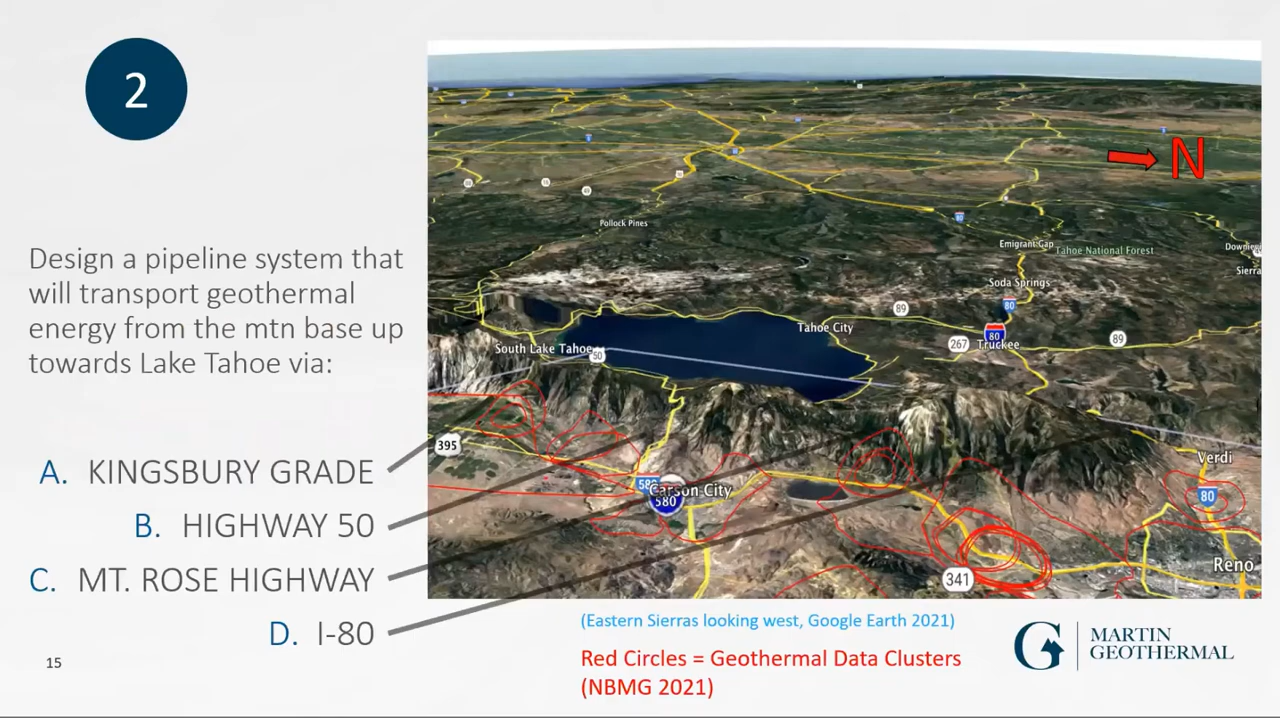 2
Design a pipeline system that
will transport geothermal
energy from the mtn base up
towards Lake Tahoe via:
A. KINGSBURY GRADE
B. HIGHWAY 50
C. MT. ROSE HIGHWAY
D. I-80
15
N
Pollock Pines
80
Emigrant Gap
Tahoe National Forest
Soda Springs
80
89
Tahoe City
267
80
Truckee
89
South Lake Tahoe
50
395
580
Carson City
580
Verdi
80
341
Reno
(Eastern Sierras looking west, Google Earth 2021)
Red Circles = Geothermal Data Clusters
(NBMG 2021)
MARTIN
GEOTHERMAL